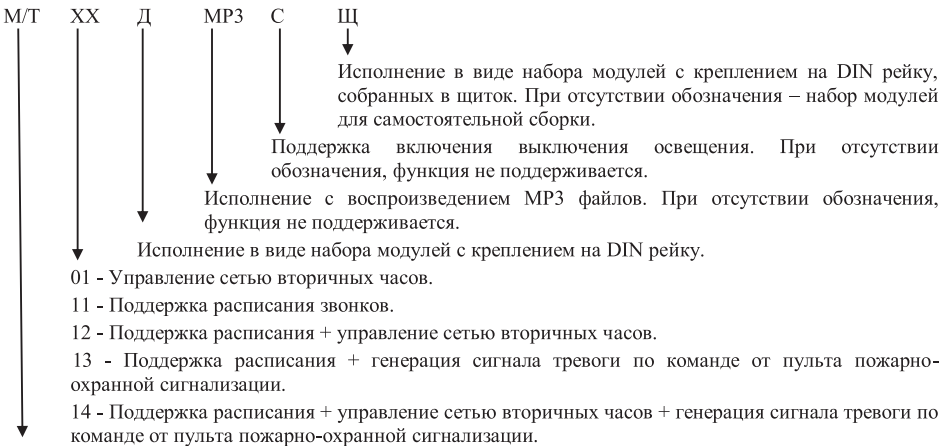 М/Т ХХ Д МР3 С Щ
Исполнение в виде набора модулей с креплением на DIN рейку,
собранных в щиток. При отсутствии обозначения – набор модулей
для самостоятельной сборки.
Поддержка включения выключения освещения. При отсутствии
обозначения, функция не поддерживается.
Исполнение с воспроизведением МР3 файлов. При отсутствии обозначения,
функция не поддерживается.
Исполнение в виде набора модулей с креплением на DIN рейку.
01 - Управление сетью вторичных часов.
11 - Поддержка расписания звонков.
12 - Поддержка расписания + управление сетью вторичных часов.
13 - Поддержка расписания + генерация сигнала тревоги по команде от пульта пожарно-
охранной сигнализации.
14 - Поддержка расписания + управление сетью вторичных часов + генерация сигнала тревоги по
команде от пульта пожарно-охранной сигнализации.